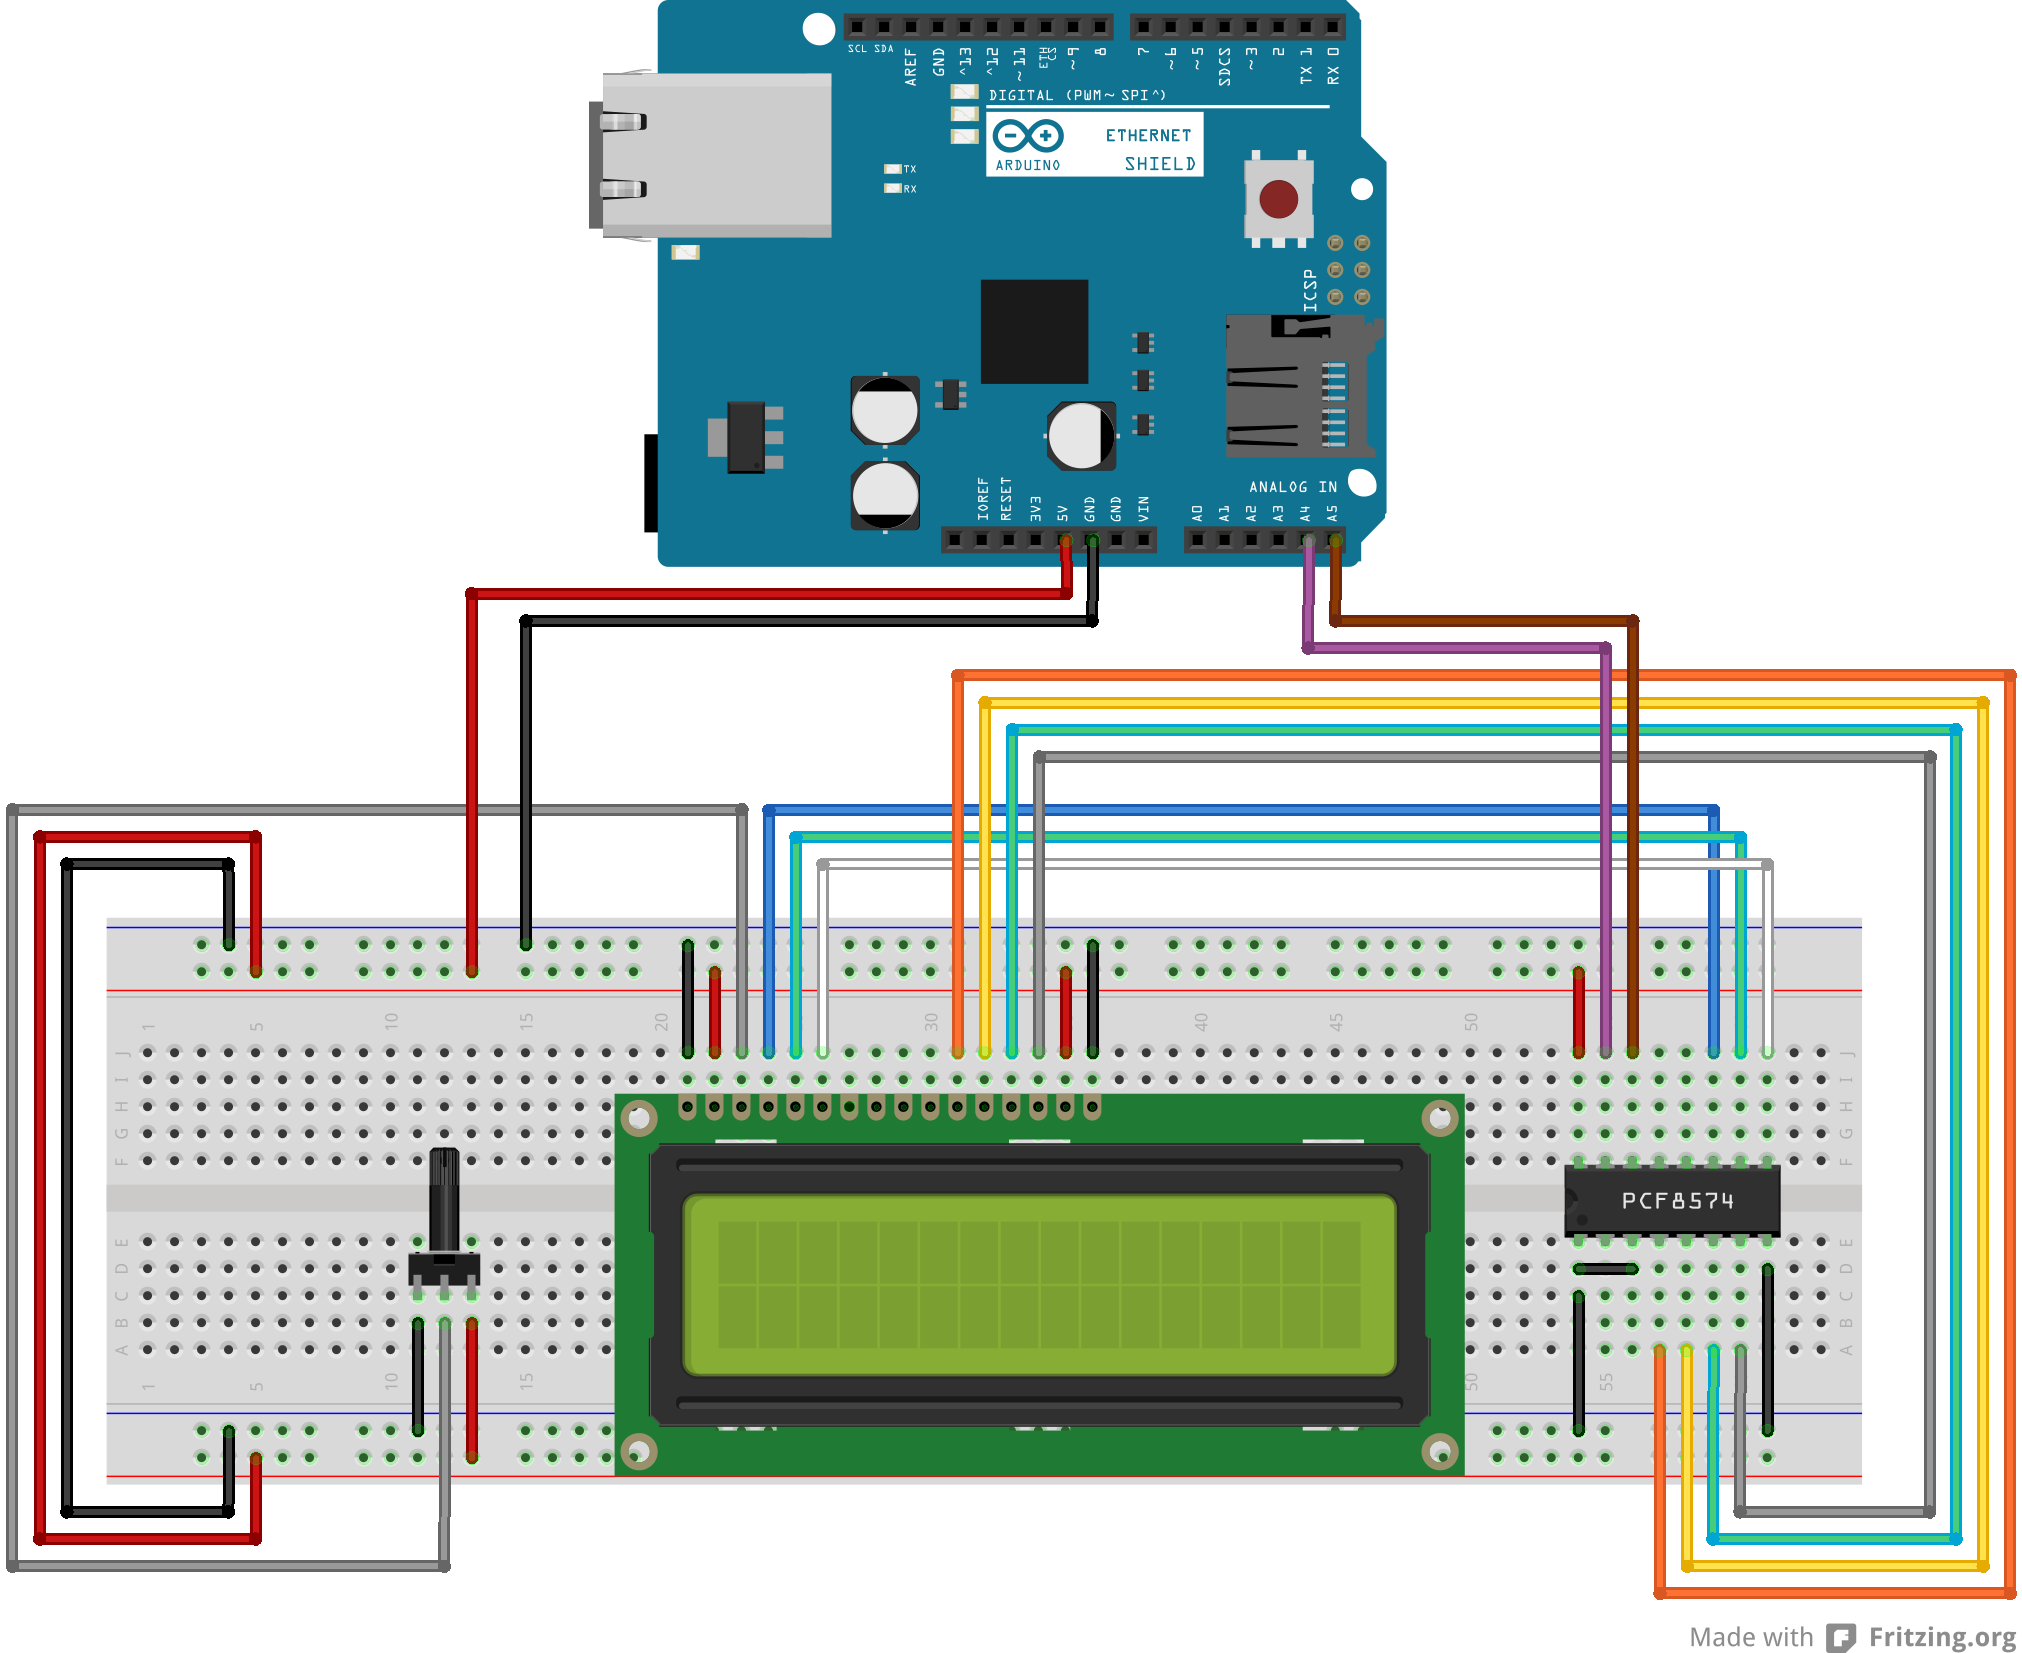 SCL SDA AREF GND ^13 ^12 ~11 ETH CS ~9 8 7 ~6 ~5 SDCS ~3 2 TX 1 RX 0
DIGITAL (PWM~ SPI^)
ETHERNET
ARDUINO SHIELD
TX
RX
ICSP
ANALOG IN
IOREF RESET 3V3 5V GND GND VIN A0 A1 A2 A3 A4 A5
1 5 10 15 20 30 40 45 50
J J
I I
H H
G G
F F
PCF8574
E E
D D
C C
B B
A A
1 5 10 15 50 55
Made with Fritzing.org